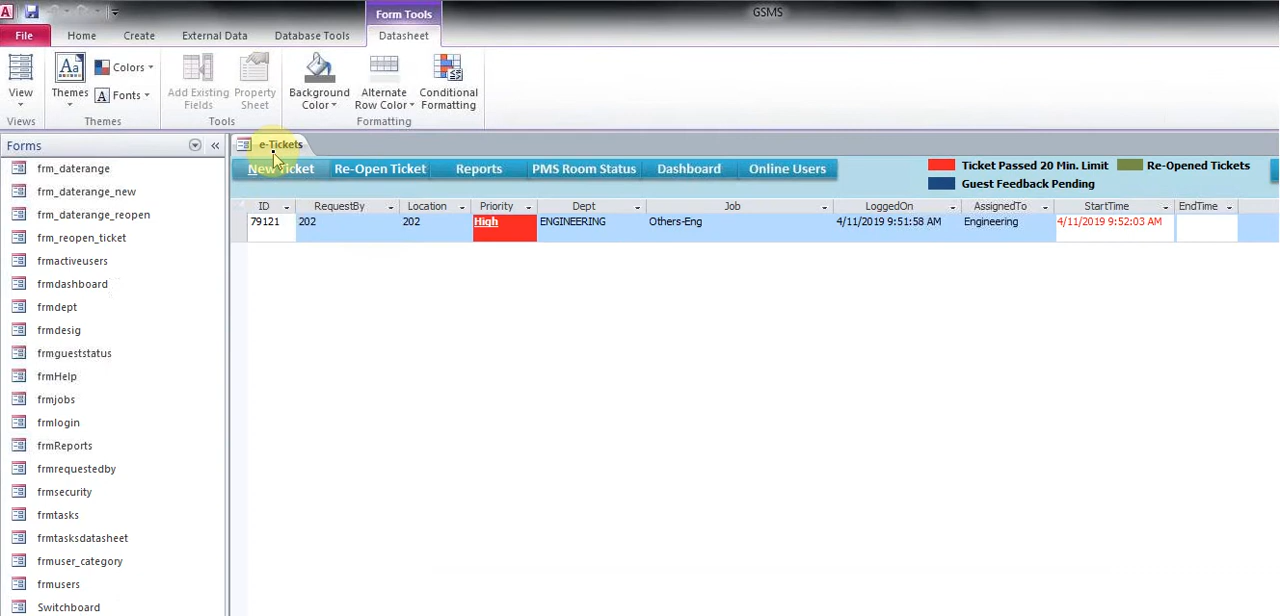 Form Tools
GSMS
File
Home
Create
External Data
Database Tools
Datasheet
View
Themes
Colors
Fonts
Add Existing
Fields
Property
Sheet
Background
Color
Alternate
Row Color
Conditional
Formatting
Views
Themes
Tools
Formatting
Forms
«
e-Tickets
New Ticket
Re-Open Ticket
Reports
PMS Room Status
Dashboard
Online Users
Ticket Passed 20 Min. Limit
Re-Opened Tickets
Guest Feedback Pending
ID
RequestBy
Location
Priority
Dept
Job
LoggedOn
AssignedTo
StartTime
EndTime
79121
202
202
High
ENGINEERING
Others-Eng
4/11/2019 9:51:58 AM
Engineering
4/11/2019 9:52:03 AM
frm_daterange
frm_daterange_new
frm_daterange_reopen
frm_reopen_ticket
frmactiveusers
frmdashboard
frmdept
frmdesig
frmgueststatus
frmHelp
frmjobs
frmlogin
frmReports
frmrequestedby
frmsecurity
frmtasks
frmtasksdatasheet
frmuser_category
frmusers
Switchboard